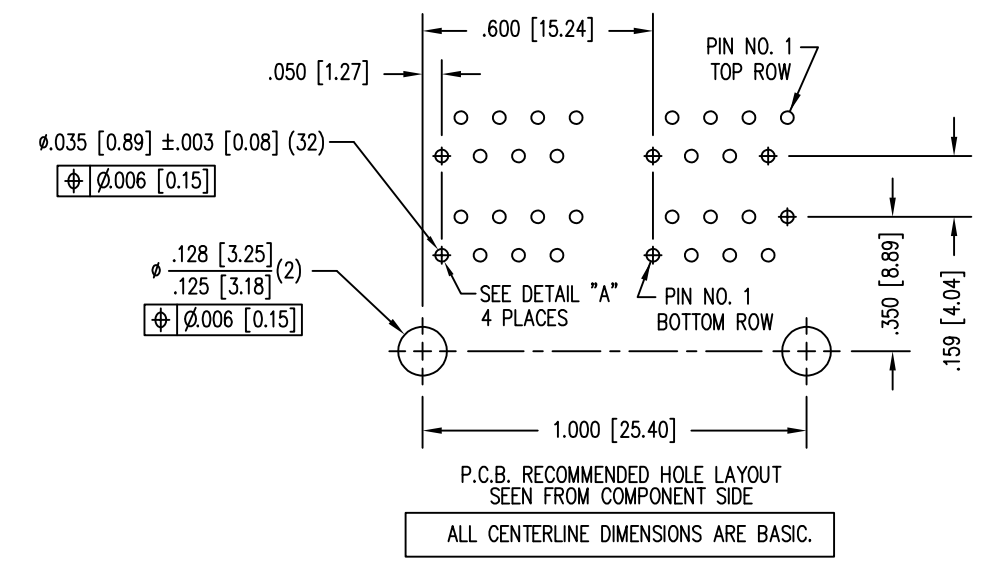 .600 [15.24]
PIN NO. 1
TOP ROW
.050 [1.27]
ø.035 [0.89] ±.003 [0.08] (32)
⌖ Ø.006 [0.15]
ø .128 [3.25]
.125 [3.18] (2)
⌖ Ø.006 [0.15]
SEE DETAIL "A"
4 PLACES
PIN NO. 1
BOTTOM ROW
.350 [8.89]
.159 [4.04]
1.000 [25.40]
P.C.B. RECOMMENDED HOLE LAYOUT
SEEN FROM COMPONENT SIDE
ALL CENTERLINE DIMENSIONS ARE BASIC.